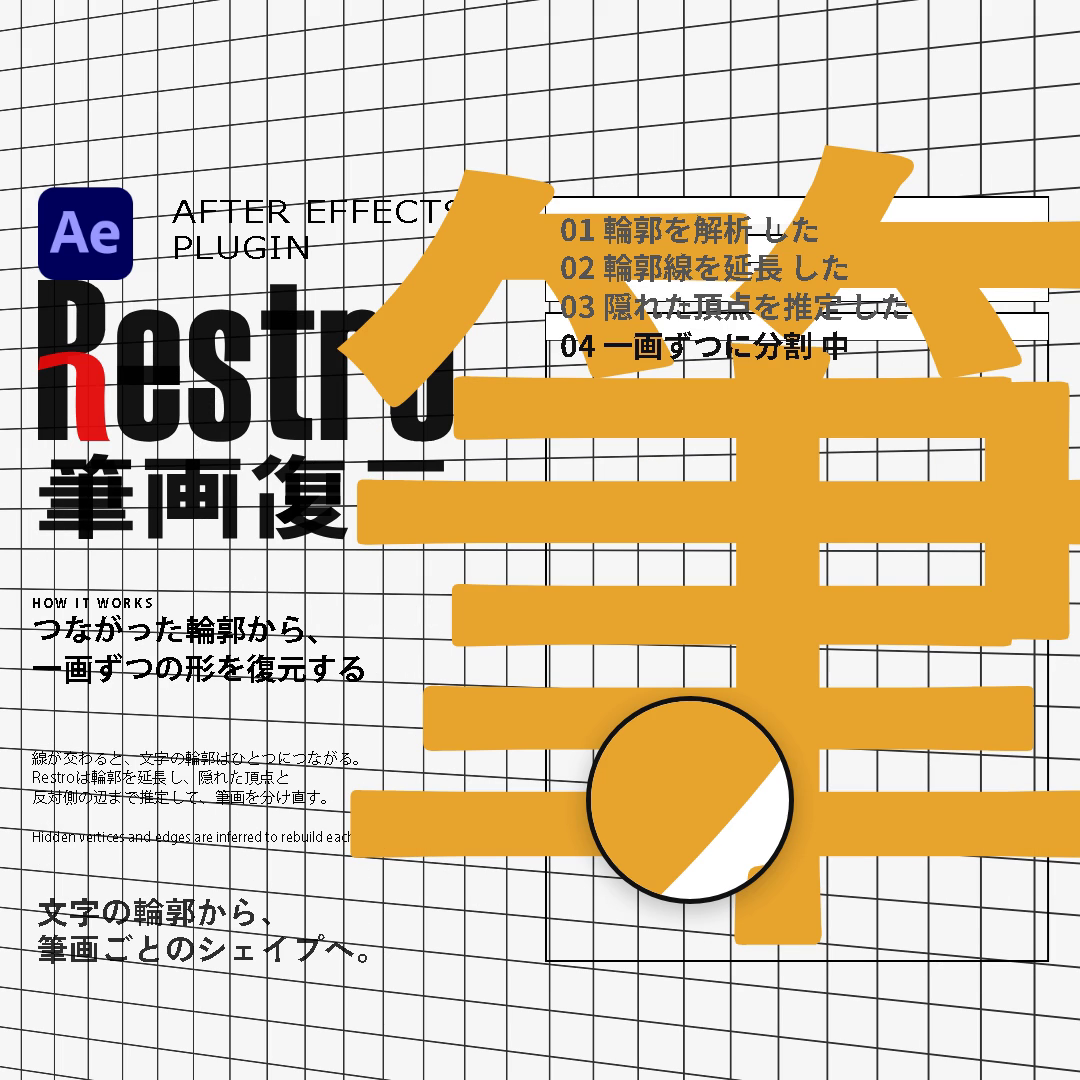 Ae
AFTER EFFECTS
PLUGIN
Restro
筆画復
HOW IT WORKS
つながった輪郭から、
一画ずつの形を復元する
線が交わると、文字の輪郭はひとつにつながる。
Restroは輪郭を延長し、隠れた頂点と
反対側の辺まで推定して、筆画を分け直す。
Hidden vertices and edges are inferred to rebuild each
文字の輪郭から、
筆画ごとのシェイプへ。
01 輪郭を解析 した
02 輪郭線を延長 した
03 隠れた頂点を推定 した
04 一画ずつに分割 中
筆